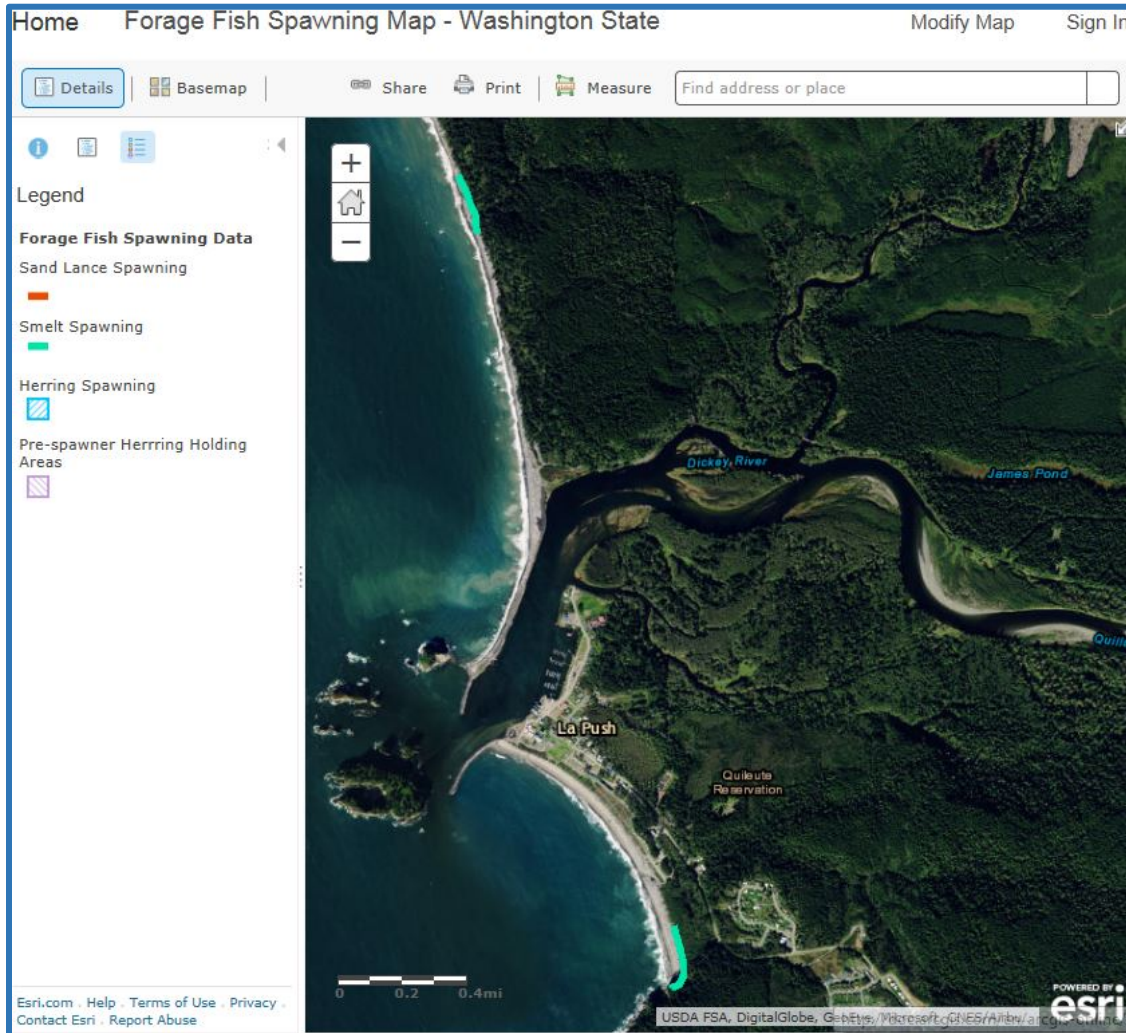 Home Forage Fish Spawning Map - Washington State Modify Map Sign In
Details Basemap Share Print Measure Find address or place
Legend
Forage Fish Spawning Data
Sand Lance Spawning
Smelt Spawning
Herring Spawning
Pre-spawner Herrring Holding
Areas
+
−
Dickey River
James Pond
La Push
Quileute
Reservation
0 0.2 0.4mi
Esri.com . Help . Terms of Use . Privacy .
Contact Esri . Report Abuse
USDA FSA, DigitalGlobe, GeoEye, Microsoft, CNES/Airbu
POWERED BY
esri